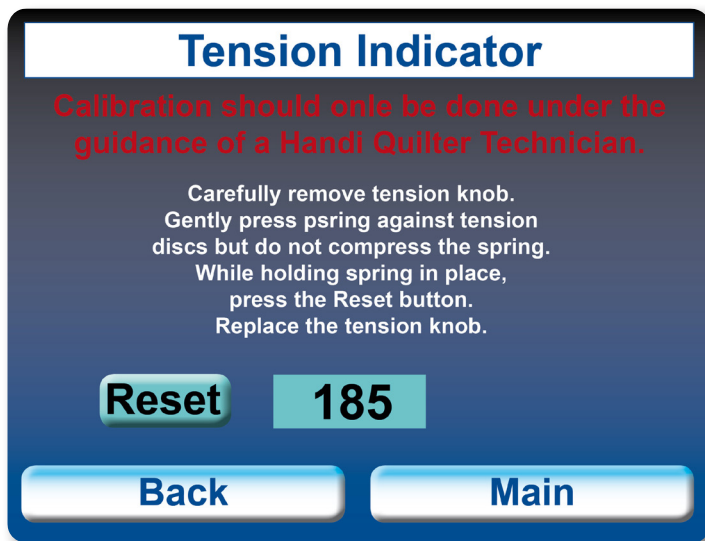 Tension Indicator
Calibration should onle be done under the
guidance of a Handi Quilter Technician.
Carefully remove tension knob.
Gently press psring against tension
discs but do not compress the spring.
While holding spring in place,
press the Reset button.
Replace the tension knob.
Reset
185
Back
Main